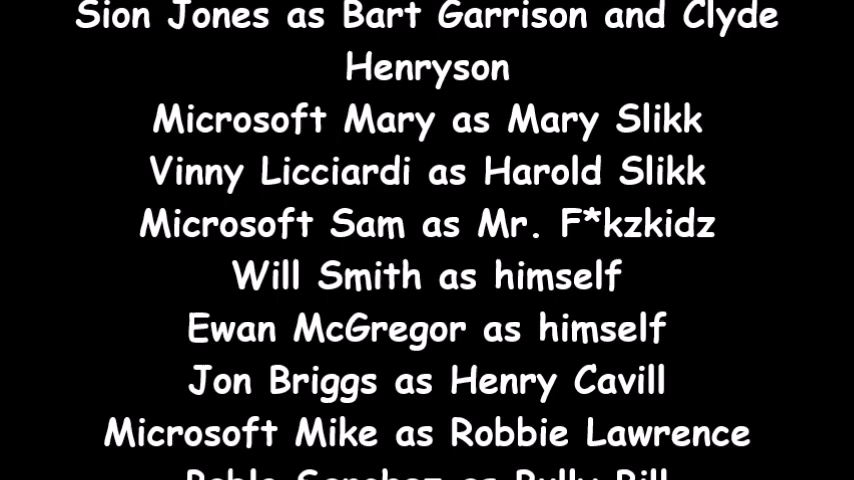 Sion Jones as Bart Garrison and Clyde
Henryson
Microsoft Mary as Mary Slikk
Vinny Licciardi as Harold Slikk
Microsoft Sam as Mr. F*kzkidz
Will Smith as himself
Ewan McGregor as himself
Jon Briggs as Henry Cavill
Microsoft Mike as Robbie Lawrence
as